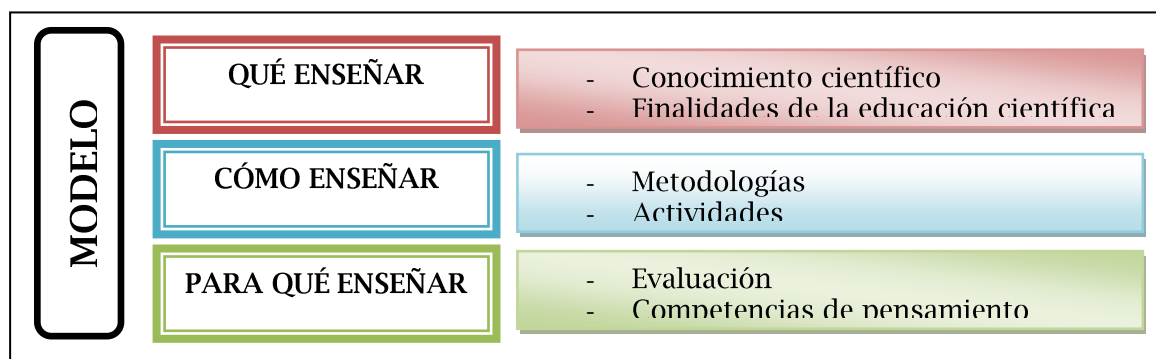 MODELO
QUÉ ENSEÑAR
- Conocimiento científico
- Finalidades de la educación científica
CÓMO ENSEÑAR
- Metodologías
- Actividades
PARA QUÉ ENSEÑAR
- Evaluación
- Competencias de pensamiento